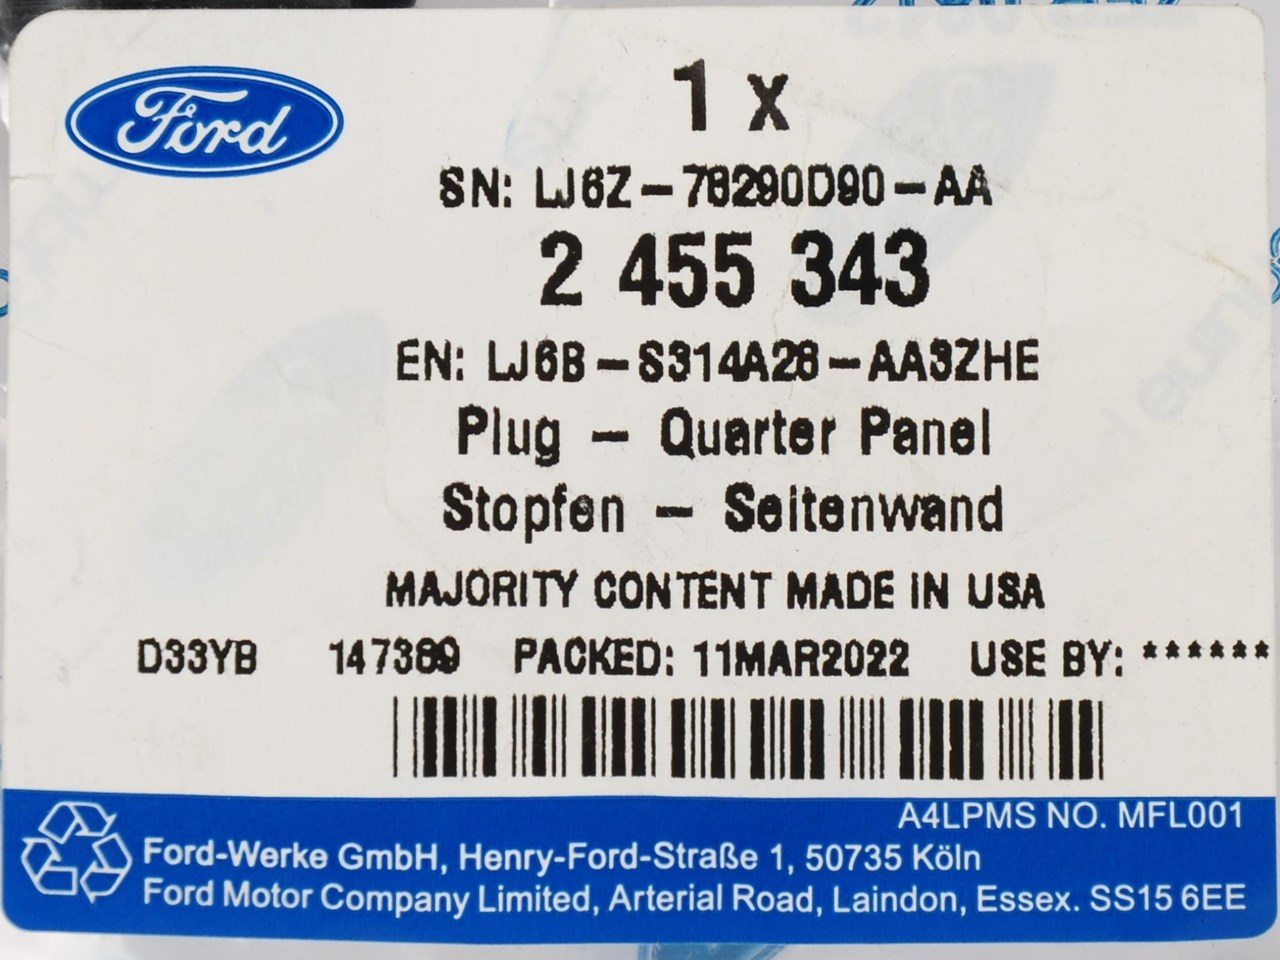 Ford
1 x
SN: LJ6Z-78290D90-AA
2 455 343
EN: LJ6B-S314A28-AA3ZHE
Plug - Quarter Panel
Stopfen - Seitenwand
MAJORITY CONTENT MADE IN USA
D33YB 147389 PACKED: 11MAR2022 USE BY: ******
A4LPMS NO. MFL001
Ford-Werke GmbH, Henry-Ford-Straße 1, 50735 Köln
Ford Motor Company Limited, Arterial Road, Laindon, Essex. SS15 6EE